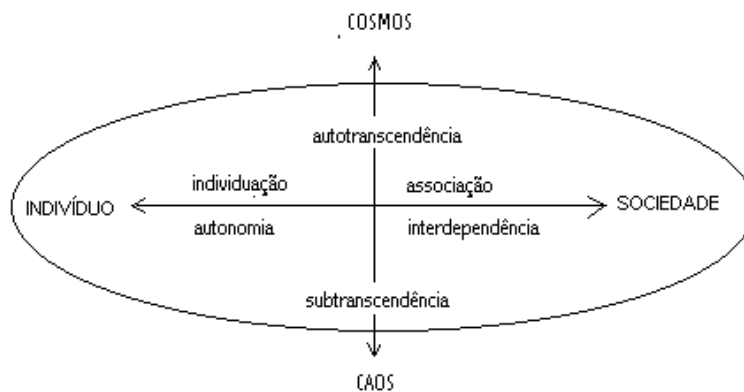 COSMOS
autotranscendência
individuação associação
INDIVÍDUO SOCIEDADE
autonomia interdependência
subtranscendência
CAOS